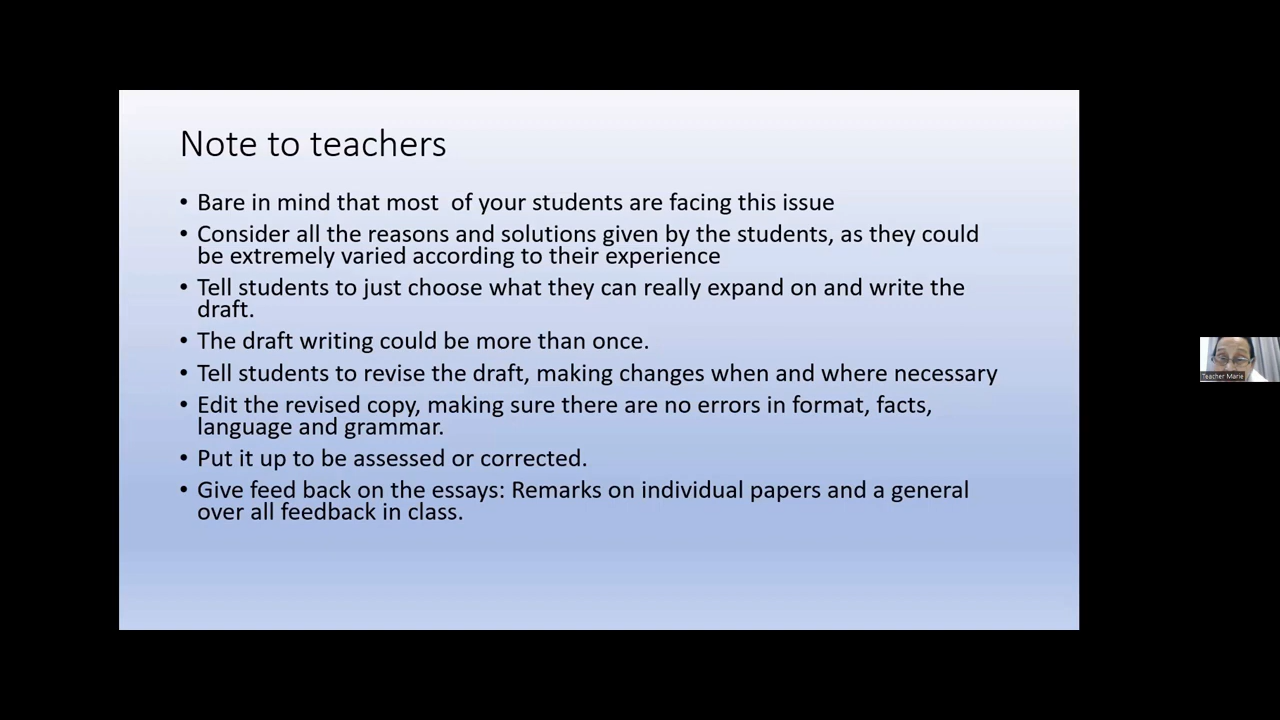 Note to teachers
• Bare in mind that most  of your students are facing this issue
• Consider all the reasons and solutions given by the students, as they could
be extremely varied according to their experience
• Tell students to just choose what they can really expand on and write the
draft.
• The draft writing could be more than once.
• Tell students to revise the draft, making changes when and where necessary
• Edit the revised copy, making sure there are no errors in format, facts,
language and grammar.
• Put it up to be assessed or corrected.
• Give feed back on the essays: Remarks on individual papers and a general
over all feedback in class.
Teacher Marie